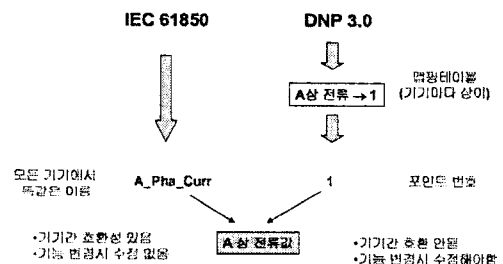 IEC 61850
DNP 3.0
A상 전류 → 1
맵핑테이블
(기기마다 상이)
모든 기기에서
똑같은 이름
A_Pha_Curr
1
포인트 번호
•기기간 호환성 있음
•기능 변경시 수정 없음
A상 전류값
•기기간 호환 안됨
•기능 변경시 수정해야함